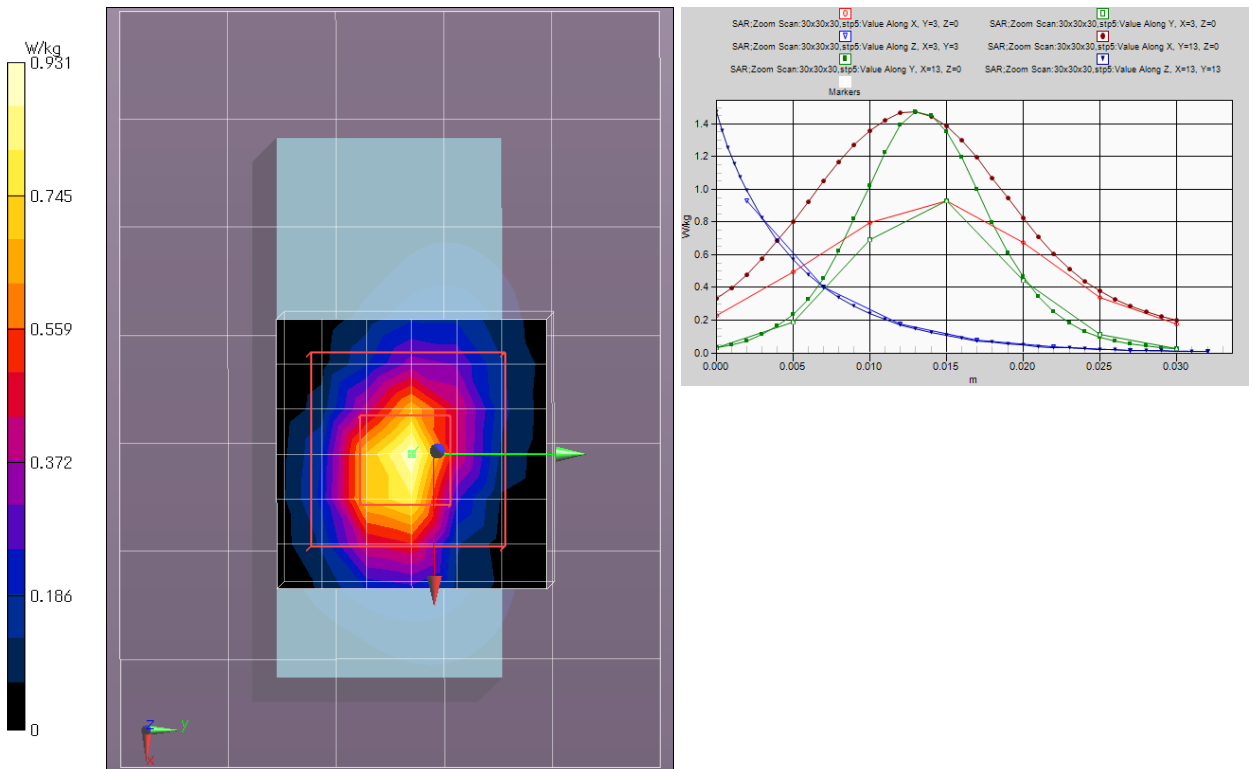 W/kg
0.931
0.745
0.559
0.372
0.186
0
z
y
x
SAR;Zoom Scan:30x30x30,stp5:Value Along X, Y=3, Z=0
SAR;Zoom Scan:30x30x30,stp5:Value Along Y, X=3, Z=0
SAR;Zoom Scan:30x30x30,stp5:Value Along Z, X=3, Y=3
SAR;Zoom Scan:30x30x30,stp5:Value Along X, Y=13, Z=0
SAR;Zoom Scan:30x30x30,stp5:Value Along Y, X=13, Z=0
SAR;Zoom Scan:30x30x30,stp5:Value Along Z, X=13, Y=13
Markers
1.4
1.2
1.0
0.8
0.6
0.4
0.2
0.0
W/kg
0.000 0.005 0.010 0.015 0.020 0.025 0.030
m